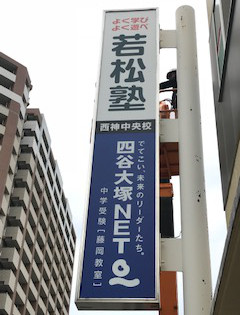 よく学び
よく遊べ
若松塾
西神中央校
でてこい、未来のリーダーたち。
四谷大塚NET
中学受験［藤岡教室］